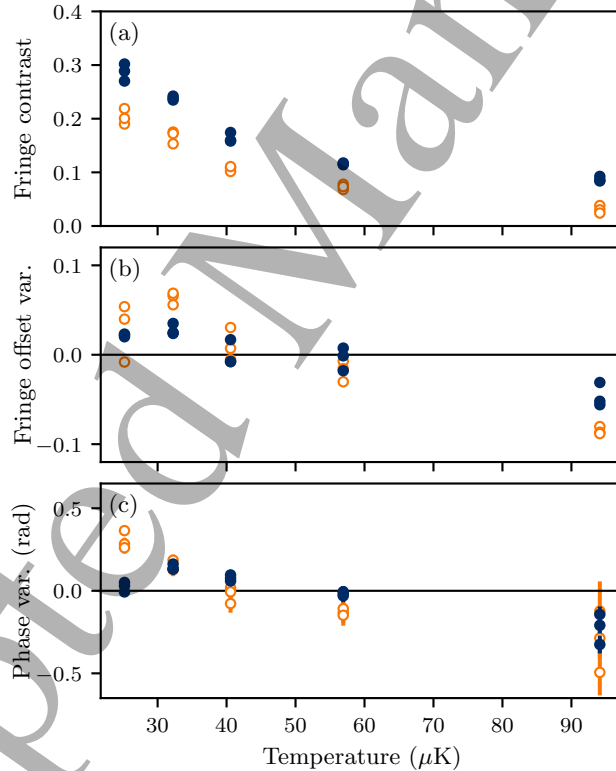 0.4
(a)
0.3
0.2
0.1
0.0
Fringe contrast
0.1
(b)
0.0
−0.1
Fringe offset var.
0.5
(c)
0.0
−0.5
Phase var. (rad)
30 40 50 60 70 80 90
Temperature (μK)
pted Man